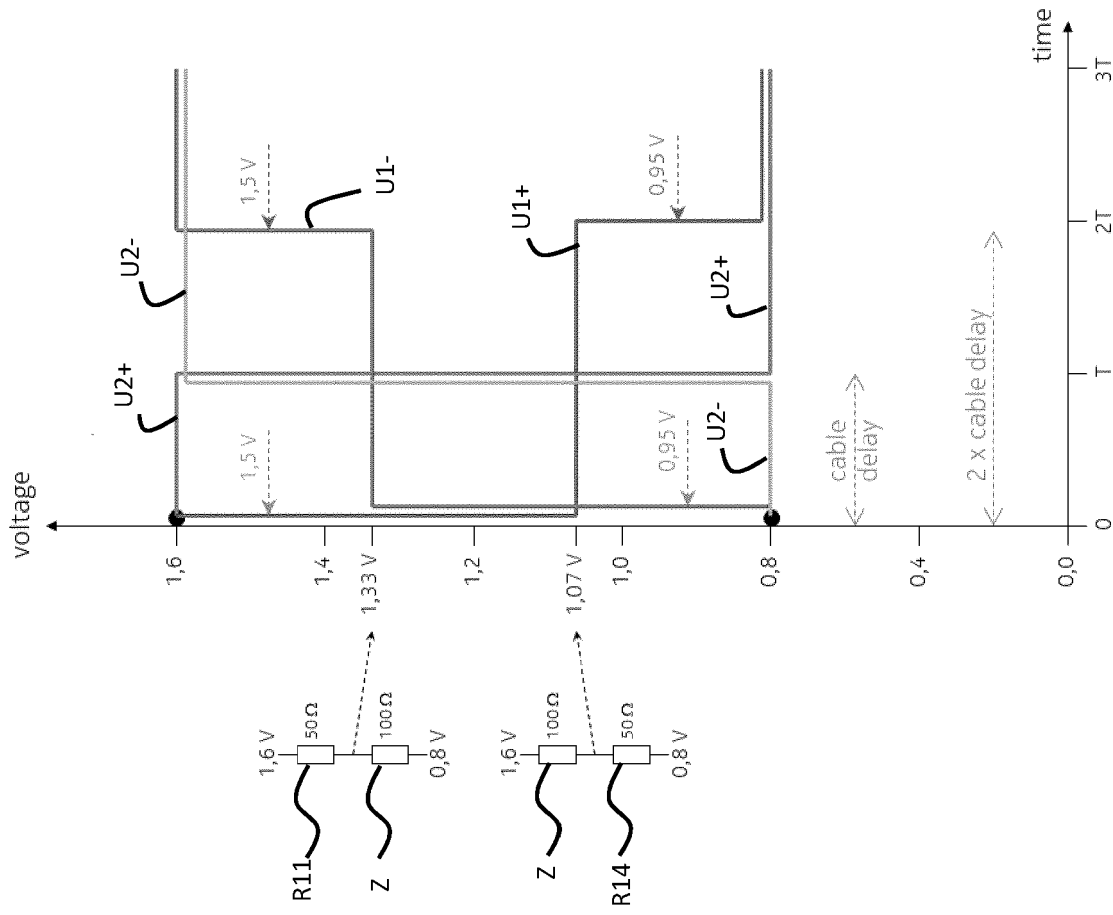 voltage
1,6
1,4
1,33 V
1,2
1,07 V
1,0
0,8
0,4
0,0
0
T
2T
3T
time
U2+
U2-
1,5 V
1,5 V
U1-
U1+
0,95 V
0,95 V
U2-
U2+
cable
delay
2 x cable delay
1,6 V
R11
50Ω
Z
100Ω
0,8 V
1,6 V
Z
100Ω
R14
50Ω
0,8 V